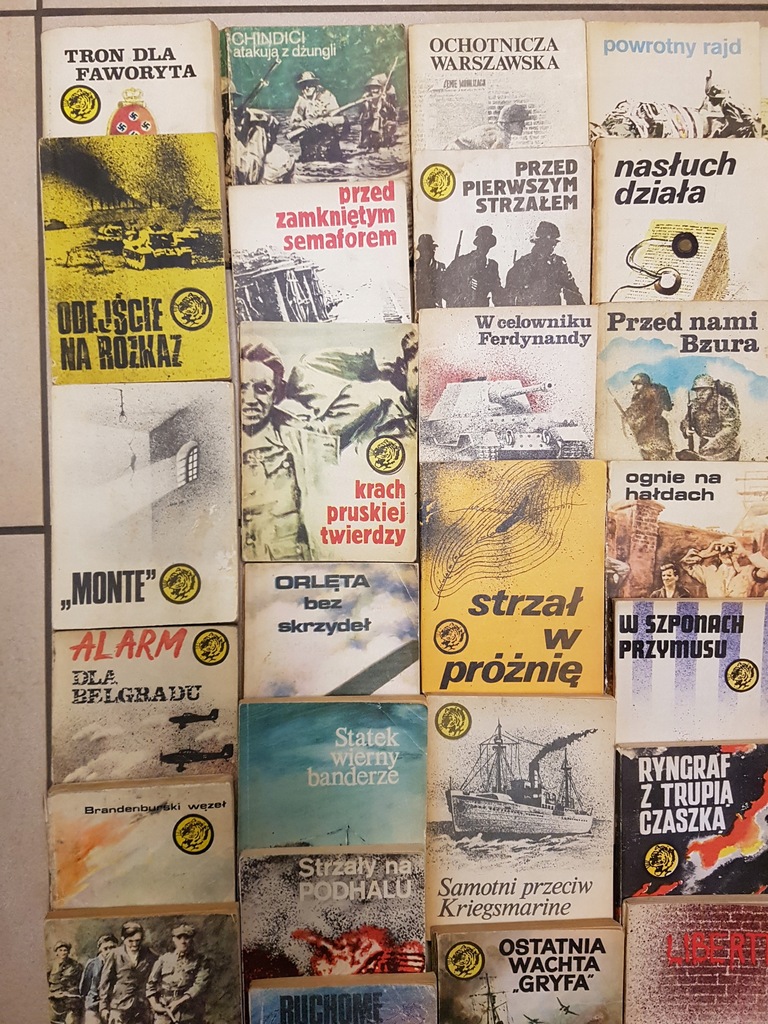 TRON DLA
FAWORYTA
ODEJŚCIE
NA ROZKAZ
„MONTE”
ALARM
DLA
BELGRADU
Brandenburski węzeł
CHINDICI
atakują z dżungli
przed
zamkniętym
semaforem
krach
pruskiej
twierdzy
ORLĘTA
bez
skrzydeł
Statek
wierny
banderze
Strzały na
PODHALU
RUCHOME
OCHOTNICZA
WARSZAWSKA
PRZED
PIERWSZYM
STRZAŁEM
W celowniku
Ferdynandy
strzał
w
próżnię
Samotni przeciw
Kriegsmarine
OSTATNIA
WACHTA
„GRYFA”
powrotny rajd
nasłuch
działa
Przed nami
Bzura
ognie na
hałdach
W SZPONACH
PRZYMUSU
RYNGRAF
Z TRUPIĄ
CZASZKĄ
LIBERT